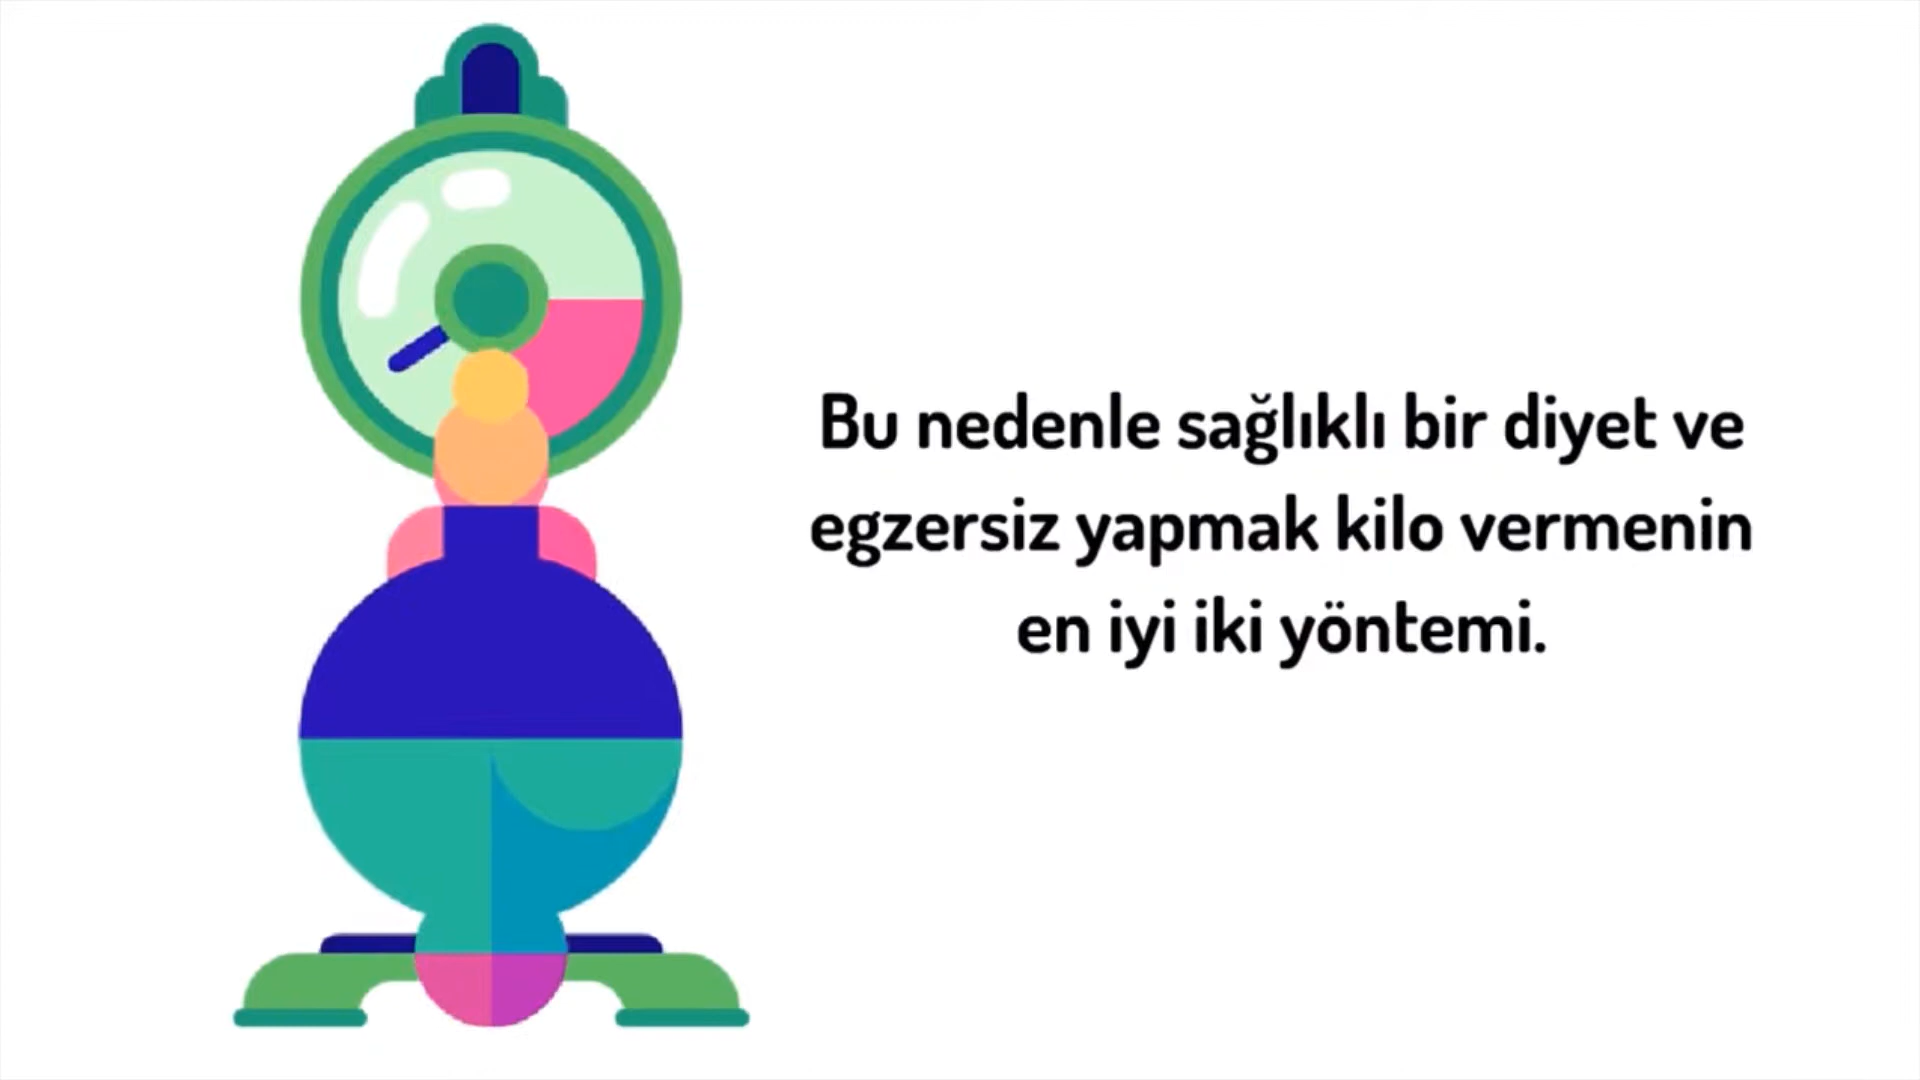 Bu nedenle sağlıklı bir diyet ve
egzersiz yapmak kilo vermenin
en iyi iki yöntemi.